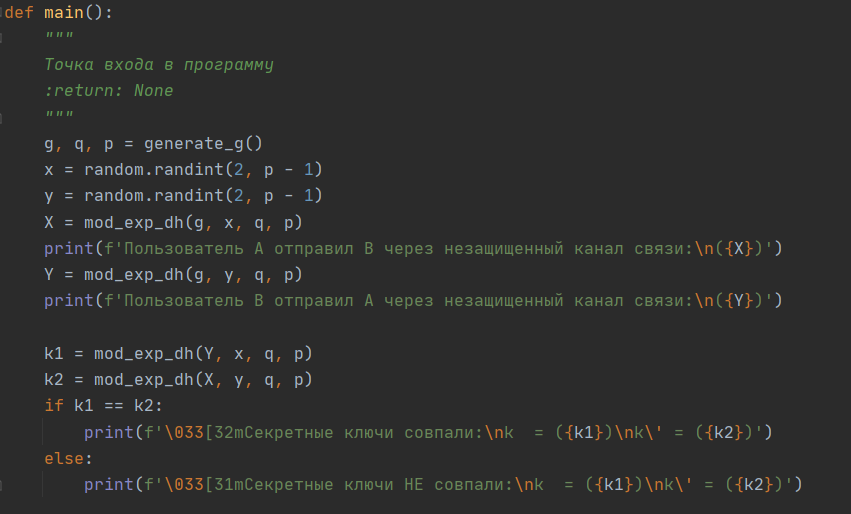 def main():
    """
    Точка входа в программу
    :return: None
    """
    g, q, p = generate_g()
    x = random.randint(2, p - 1)
    y = random.randint(2, p - 1)
    X = mod_exp_dh(g, x, q, p)
    print(f'Пользователь A отправил B через незащищенный канал связи:\n({X})')
    Y = mod_exp_dh(g, y, q, p)
    print(f'Пользователь B отправил A через незащищенный канал связи:\n({Y})')

    k1 = mod_exp_dh(Y, x, q, p)
    k2 = mod_exp_dh(X, y, q, p)
    if k1 == k2:
        print(f'\033[32mСекретные ключи совпали:\nk  = ({k1})\nk\' = ({k2})')
    else:
        print(f'\033[31mСекретные ключи НЕ совпали:\nk  = ({k1})\nk\' = ({k2})')